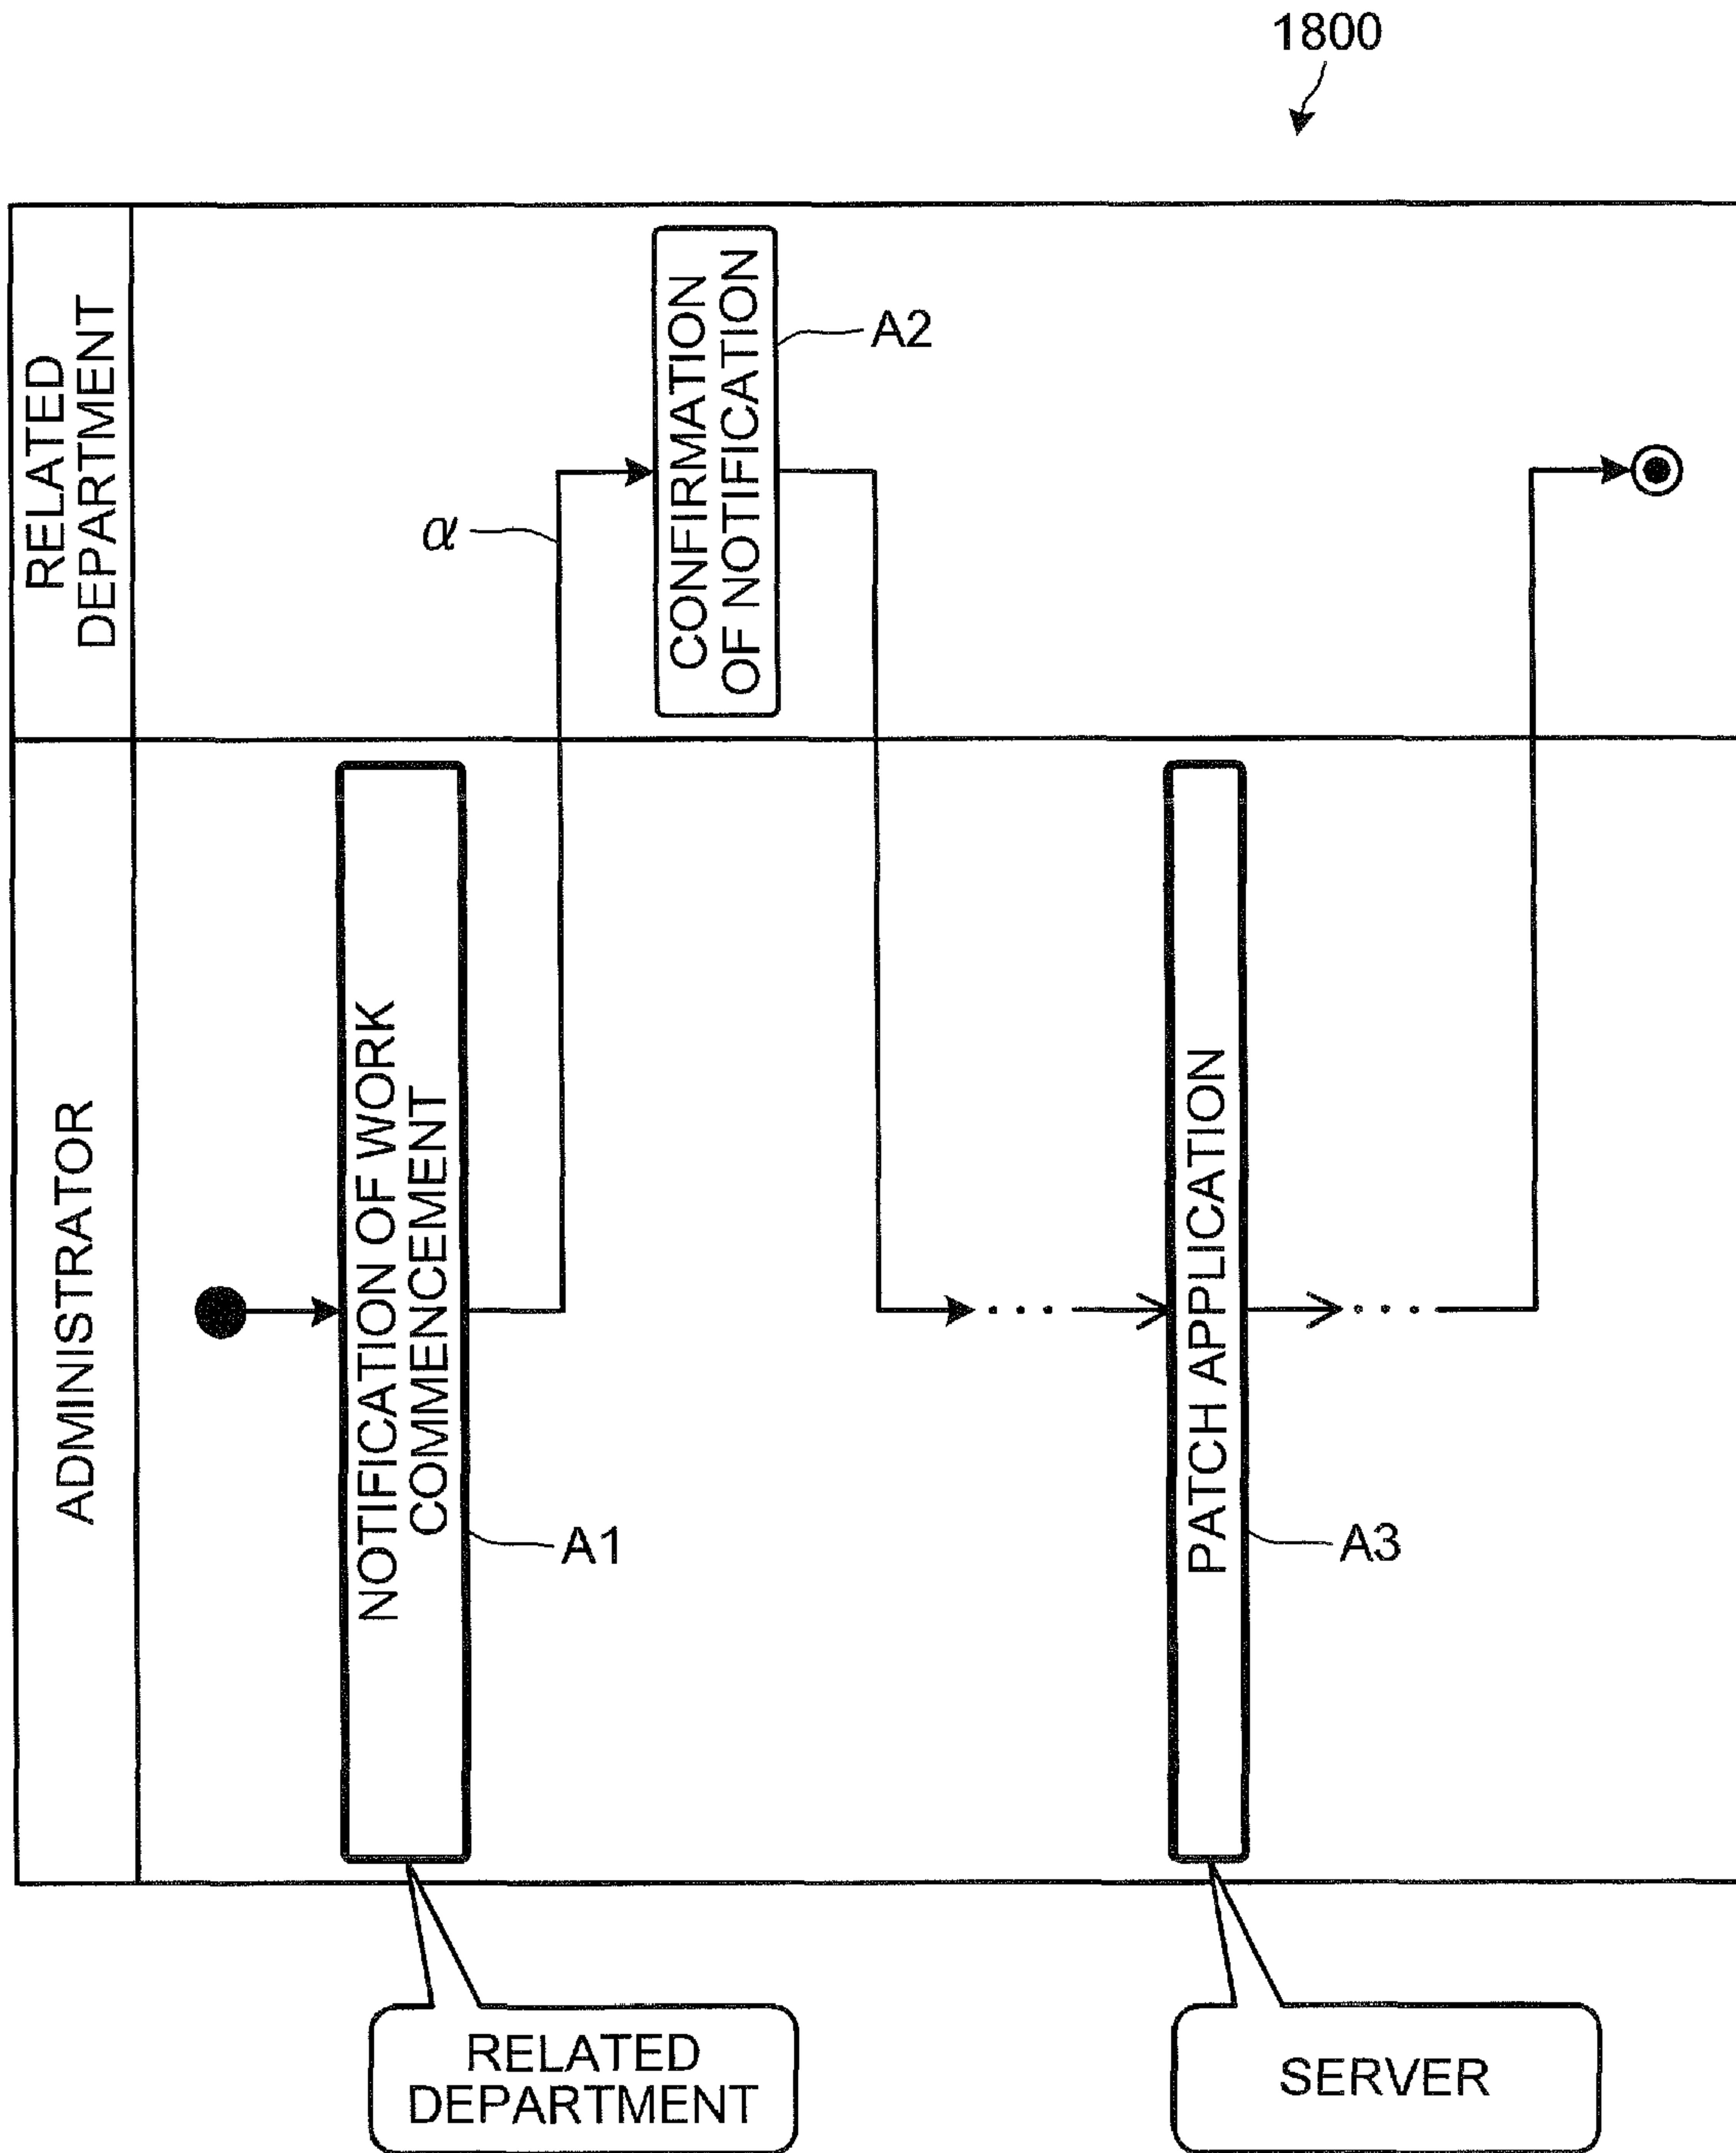 1800
RELATED
DEPARTMENT
CONFIRMATION
OF NOTIFICATION
A2
α
ADMINISTRATOR
NOTIFICATION OF WORK
COMMENCEMENT
A1
PATCH APPLICATION
A3
RELATED
DEPARTMENT
SERVER